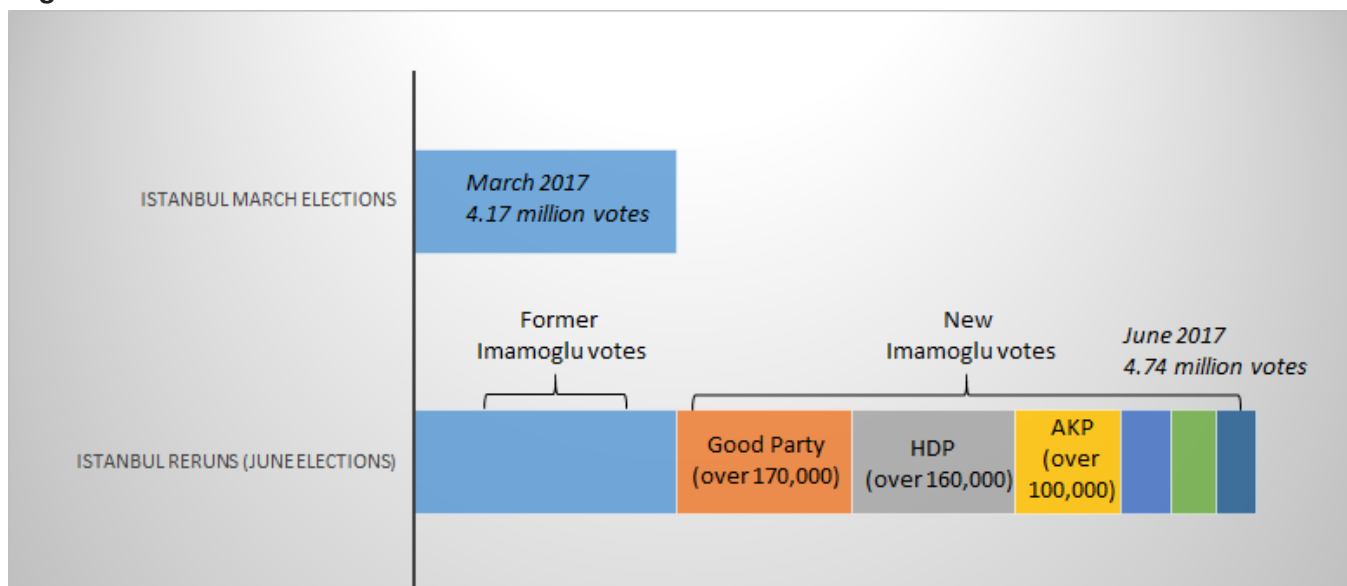 ISTANBUL MARCH ELECTIONS
March 2017
4.17 million votes
Former
Imamoglu votes
New
Imamoglu votes
June 2017
4.74 million votes
ISTANBUL RERUNS (JUNE ELECTIONS)
Good Party
(over 170,000)
HDP
(over 160,000)
AKP
(over
100,000)